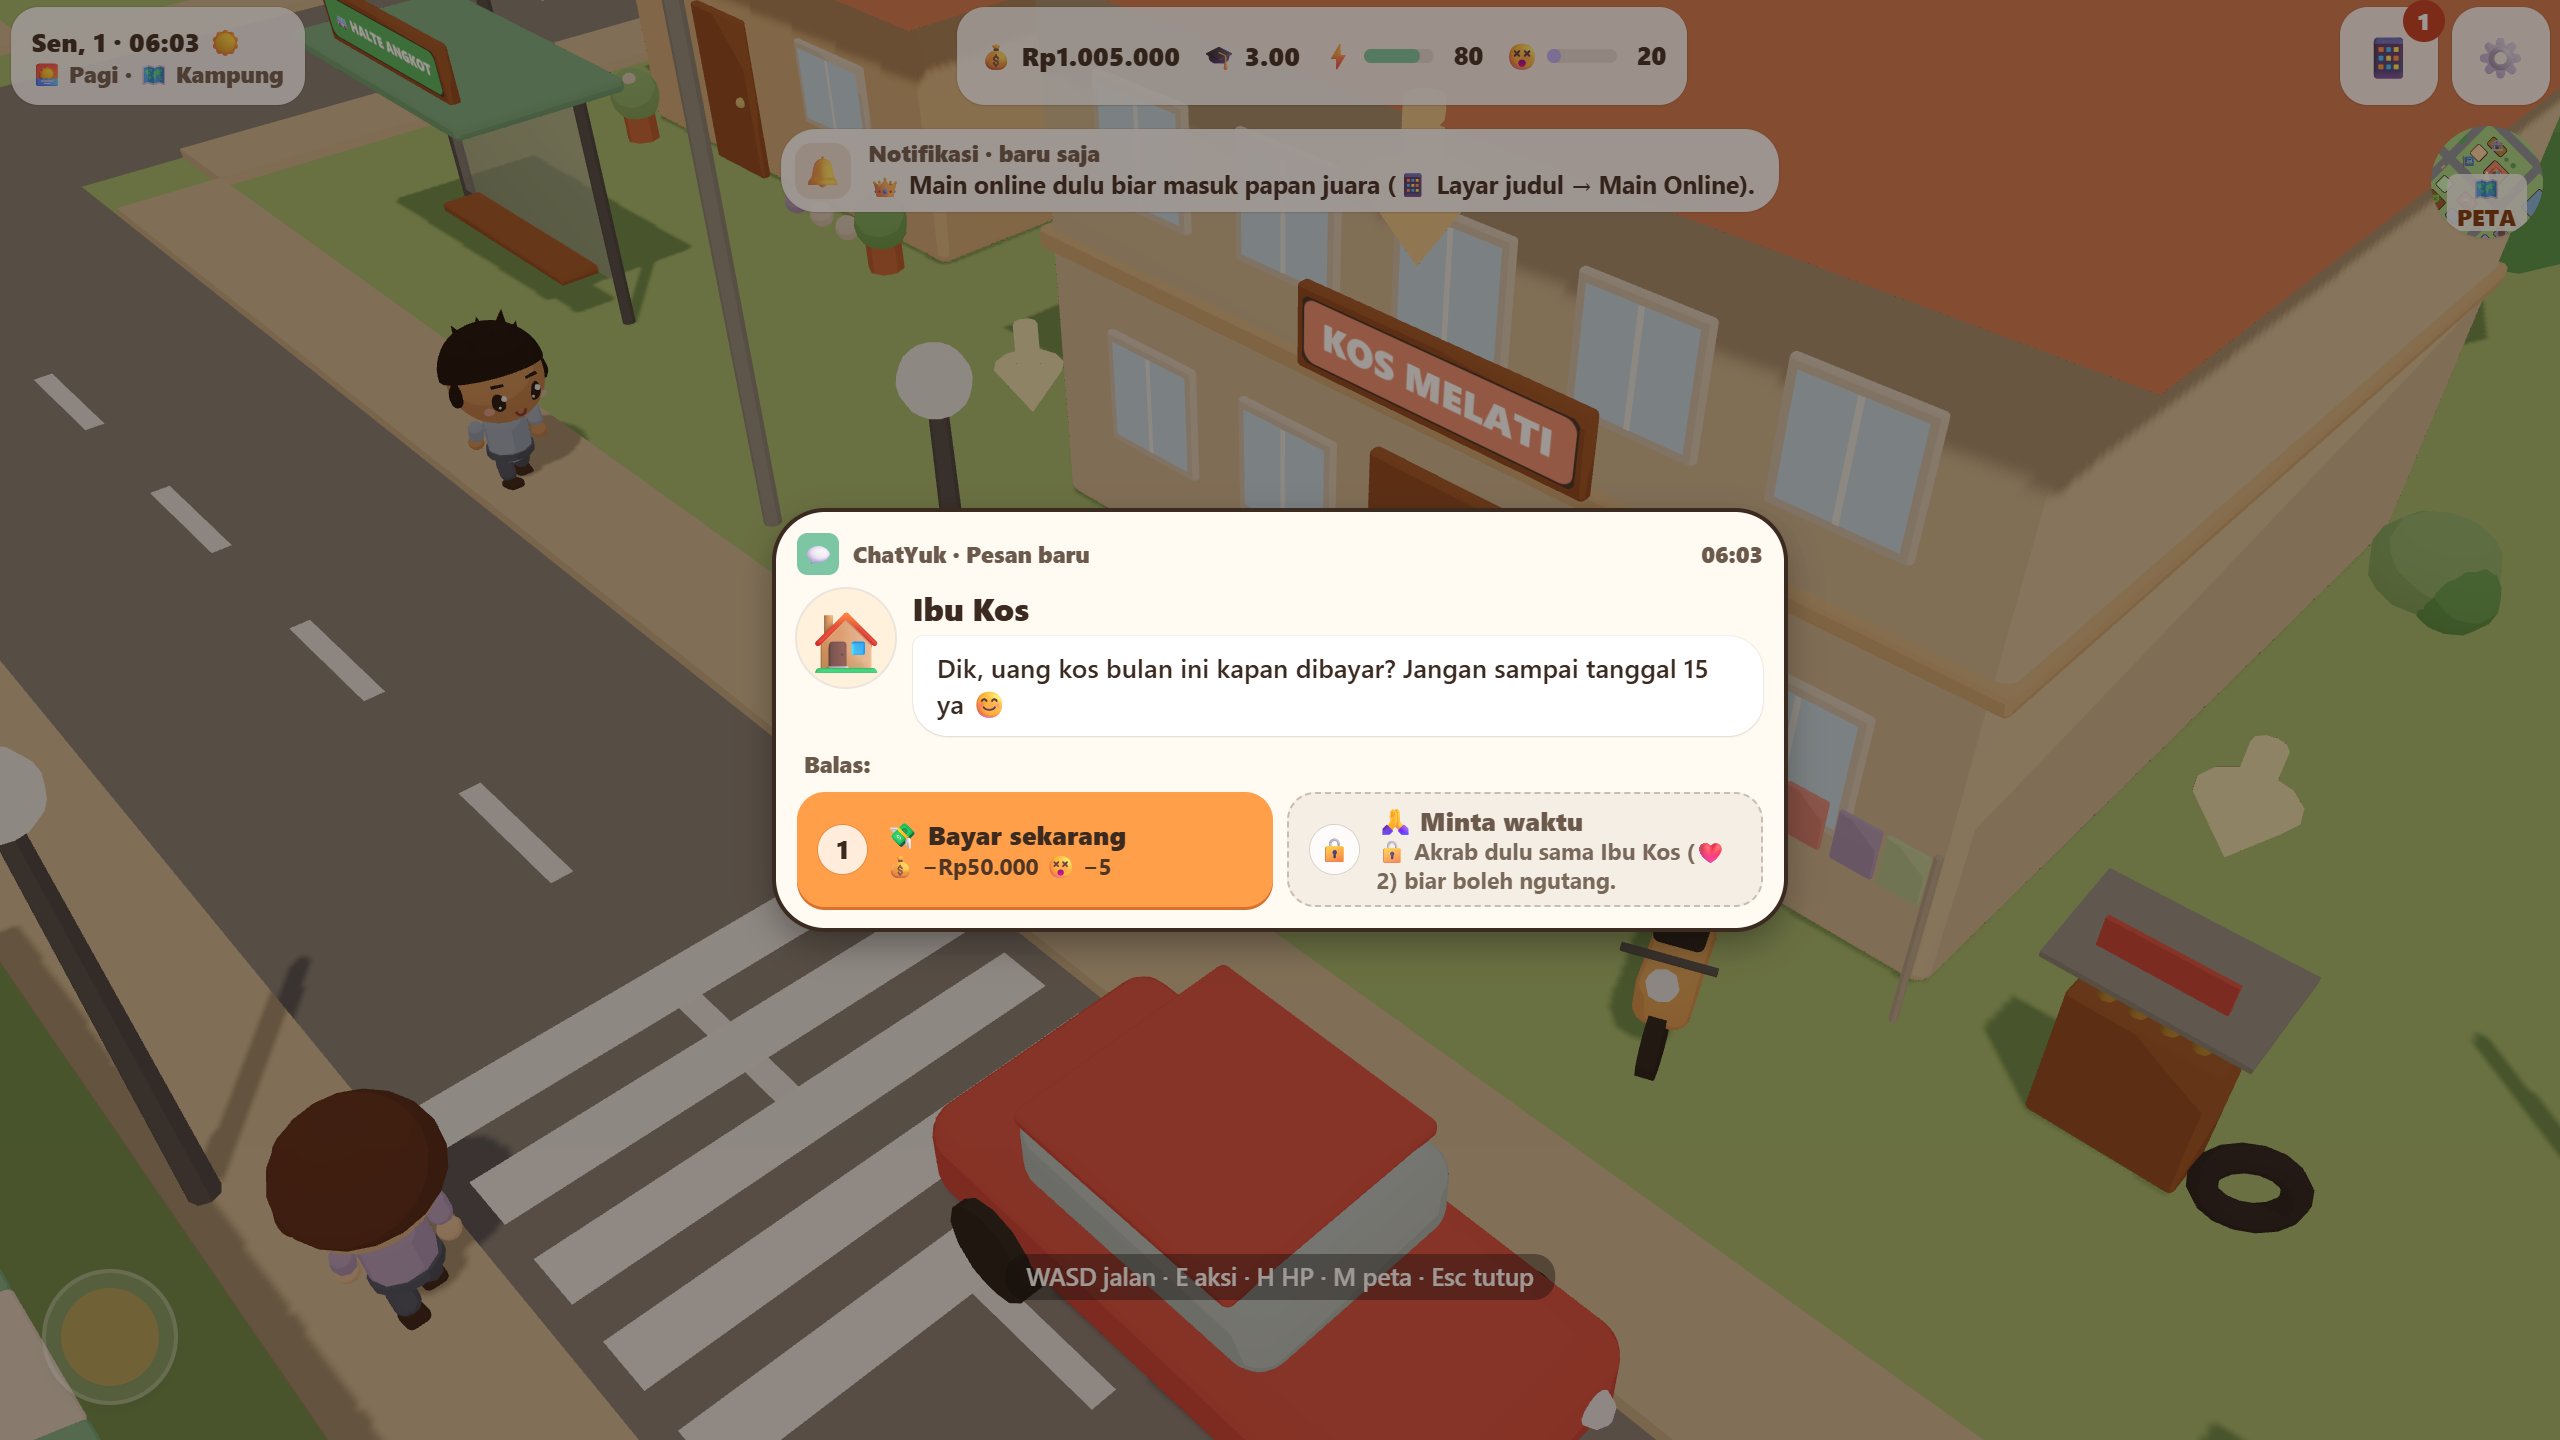 Sen, 1 · 06:03
Pagi · Kampung
HALTE ANGKOT
Rp1.005.000 3.00 80 20
1
Notifikasi · baru saja
👑 Main online dulu biar masuk papan juara (📱 Layar judul → Main Online).
PETA
KOS MELATI
ChatYuk · Pesan baru 06:03
Ibu Kos
Dik, uang kos bulan ini kapan dibayar? Jangan sampai tanggal 15
ya 😊
Balas:
1 💸 Bayar sekarang
💰 −Rp50.000 😵 −5
🙏 Minta waktu
🔒 Akrab dulu sama Ibu Kos (❤️
2) biar boleh ngutang.
WASD jalan · E aksi · H HP · M peta · Esc tutup